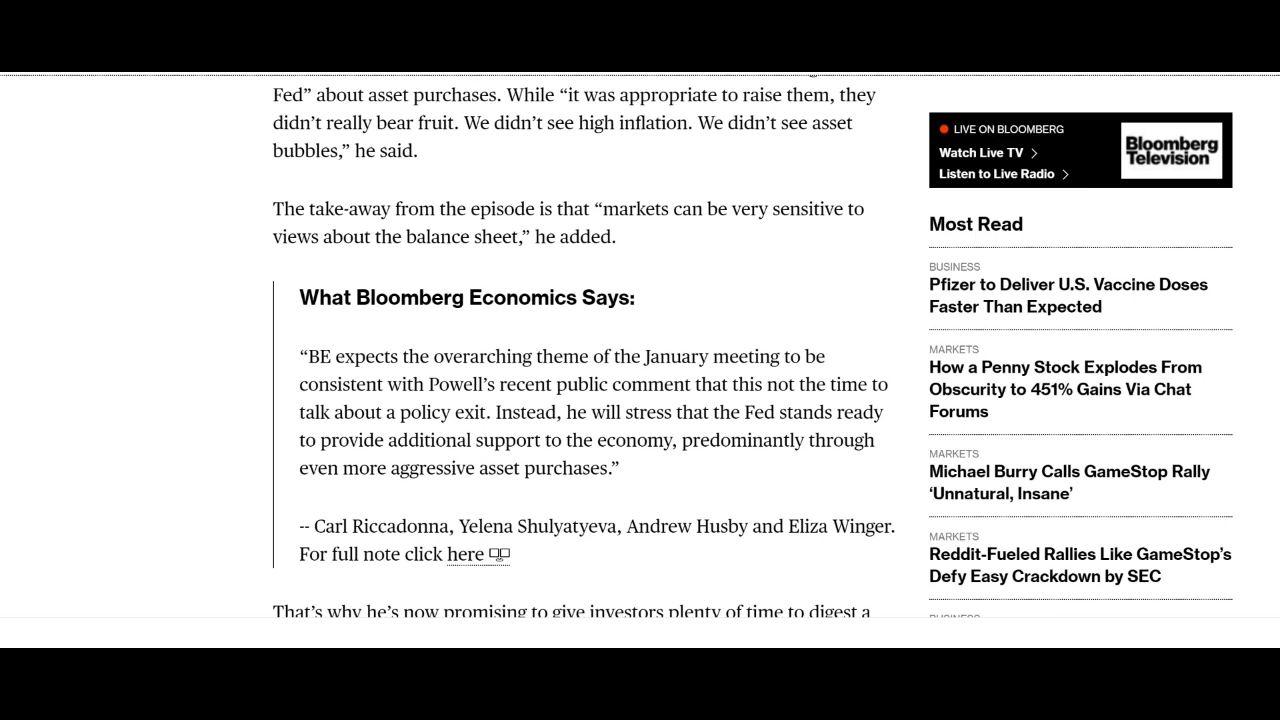 Fed” about asset purchases. While “it was appropriate to raise them, they
didn’t really bear fruit. We didn’t see high inflation. We didn’t see asset
bubbles,” he said.
The take-away from the episode is that “markets can be very sensitive to
views about the balance sheet,” he added.
What Bloomberg Economics Says:
“BE expects the overarching theme of the January meeting to be
consistent with Powell’s recent public comment that this not the time to
talk about a policy exit. Instead, he will stress that the Fed stands ready
to provide additional support to the economy, predominantly through
even more aggressive asset purchases.”
-- Carl Riccadonna, Yelena Shulyatyeva, Andrew Husby and Eliza Winger.
For full note click here
That’s why he’s now promising to give investors plenty of time to digest a
LIVE ON BLOOMBERG
Watch Live TV
Listen to Live Radio
Bloomberg
Television
Most Read
BUSINESS
Pfizer to Deliver U.S. Vaccine Doses
Faster Than Expected
MARKETS
How a Penny Stock Explodes From
Obscurity to 451% Gains Via Chat
Forums
MARKETS
Michael Burry Calls GameStop Rally
‘Unnatural, Insane’
MARKETS
Reddit-Fueled Rallies Like GameStop’s
Defy Easy Crackdown by SEC
BUSINESS